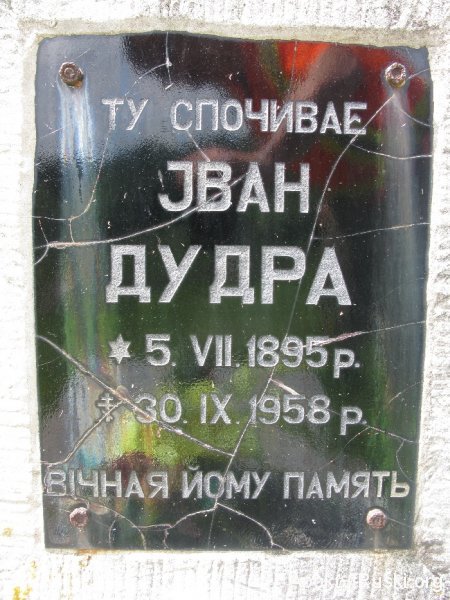 ТУ СПОЧИВАЕ
ЈВАН
ДУДРА
✶ 5. VII. 1895 р.
☦ 30. IX. 1958 р.
ВІЧНАЯ ЙОМУ ПАМЯТЬ